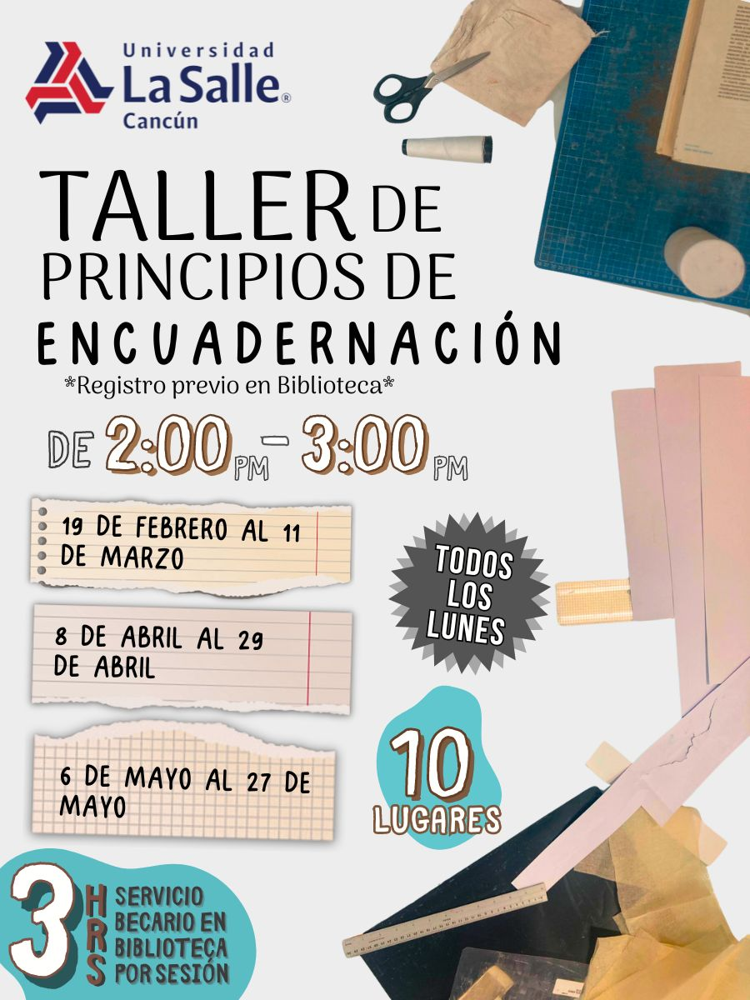 Universidad
La Salle®
Cancún
TALLER DE
PRINCIPIOS DE
ENCUADERNACIÓN
*Registro previo en Biblioteca*
DE 2:00 PM - 3:00 PM
19 DE FEBRERO AL 11
DE MARZO
8 DE ABRIL AL 29
DE ABRIL
6 DE MAYO AL 27 DE
MAYO
TODOS
LOS
LUNES
10
LUGARES
3 HRS
SERVICIO
BECARIO EN
BIBLIOTECA
POR SESIÓN